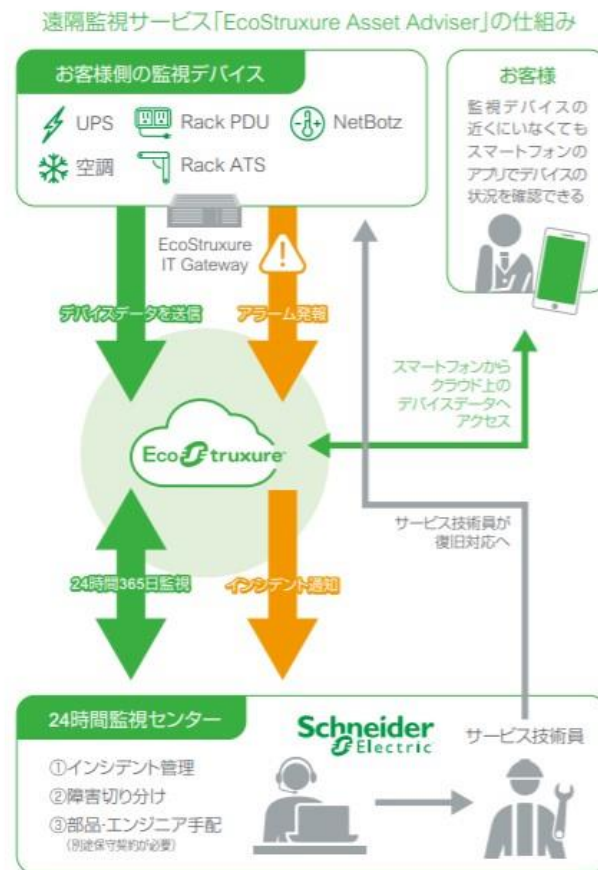 遠隔監視サービス「EcoStruxure Asset Adviser」の仕組み
お客様側の監視デバイス
UPS
Rack PDU
NetBotz
空調
Rack ATS
お客様
監視デバイスの
近くにいなくても
スマートフォンの
アプリでデバイスの
状況を確認できる
EcoStruxure
IT Gateway
デバイスデータを送信
アラーム発報
スマートフォンから
クラウド上の
デバイスデータへ
アクセス
EcoStruxure
サービス技術員が
復旧対応へ
24時間365日監視
インシデント通知
24時間監視センター
①インシデント管理
②障害切り分け
③部品・エンジニア手配
(別途保守契約が必要)
Schneider
Electric
サービス技術員